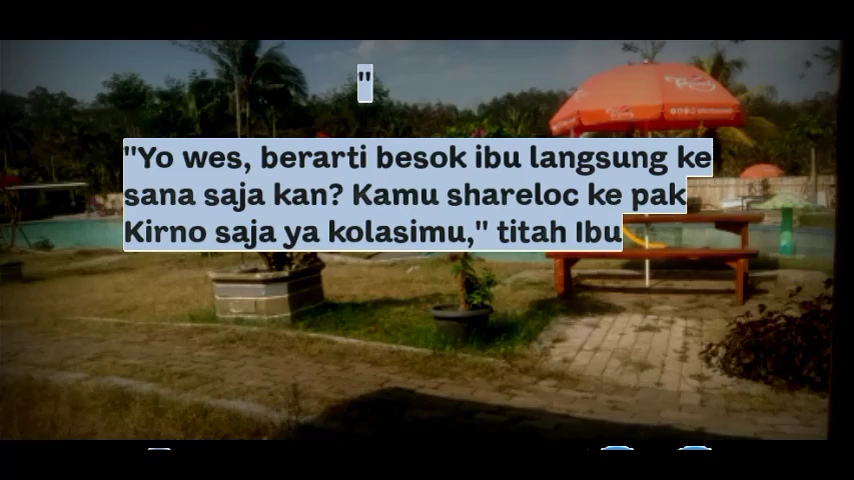 "
"Yo wes, berarti besok ibu langsung ke
sana saja kan? Kamu shareloc ke pak
Kirno saja ya kolasimu," titah Ibu